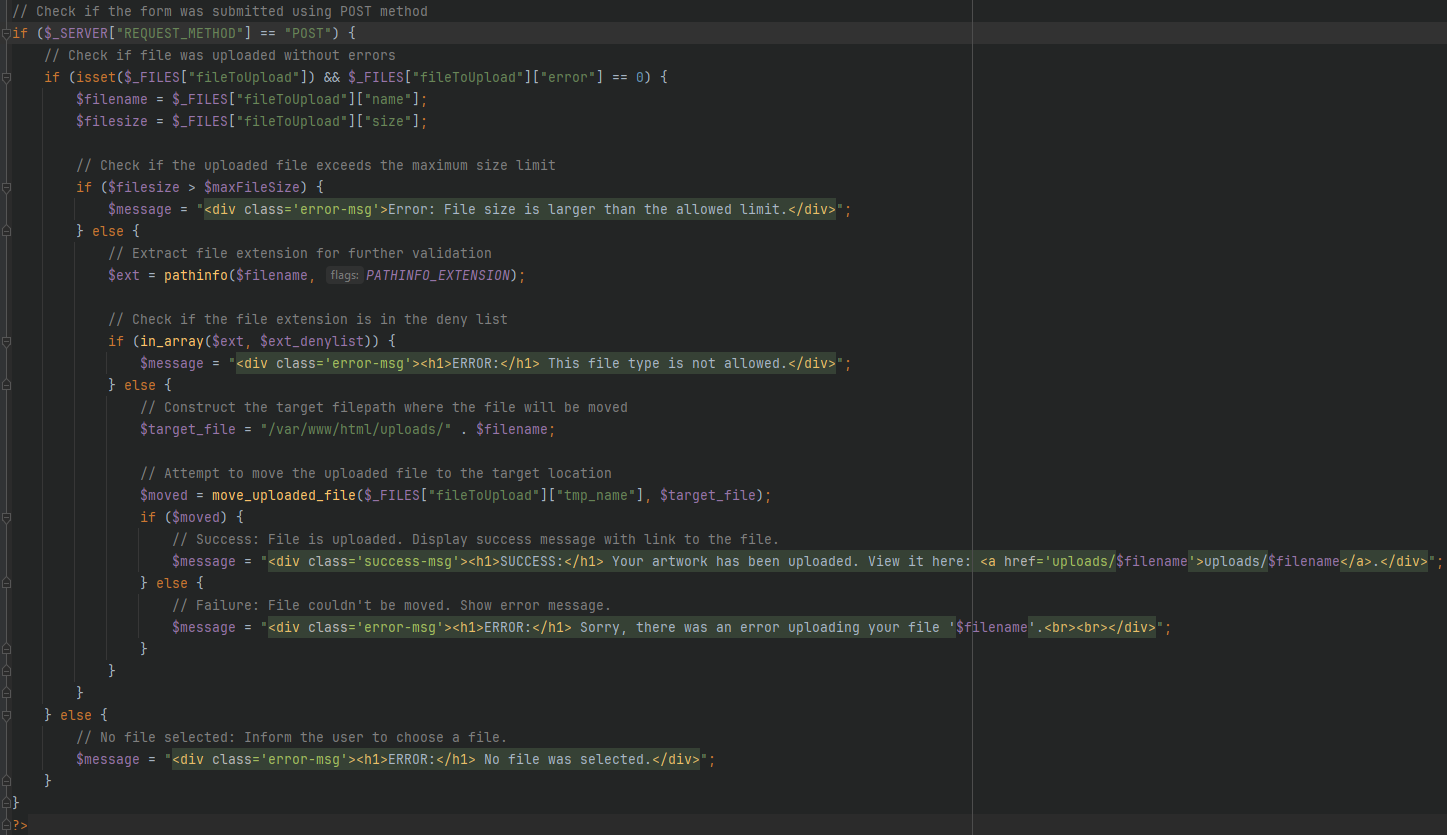 // Check if the form was submitted using POST method
if ($_SERVER["REQUEST_METHOD"] == "POST") {
// Check if file was uploaded without errors
if (isset($_FILES["fileToUpload"]) && $_FILES["fileToUpload"]["error"] == 0) {
$filename = $_FILES["fileToUpload"]["name"];
$filesize = $_FILES["fileToUpload"]["size"];
// Check if the uploaded file exceeds the maximum size limit
if ($filesize > $maxFileSize) {
$message = "<div class='error-msg'>Error: File size is larger than the allowed limit.</div>";
} else {
// Extract file extension for further validation
$ext = pathinfo($filename, flags: PATHINFO_EXTENSION);
// Check if the file extension is in the deny list
if (in_array($ext, $ext_denylist)) {
$message = "<div class='error-msg'><h1>ERROR:</h1> This file type is not allowed.</div>";
} else {
// Construct the target filepath where the file will be moved
$target_file = "/var/www/html/uploads/" . $filename;
// Attempt to move the uploaded file to the target location
$moved = move_uploaded_file($_FILES["fileToUpload"]["tmp_name"], $target_file);
if ($moved) {
// Success: File is uploaded. Display success message with link to the file.
$message = "<div class='success-msg'><h1>SUCCESS:</h1> Your artwork has been uploaded. View it here: <a href='uploads/$filename'>uploads/$filename</a>.</div>";
} else {
// Failure: File couldn't be moved. Show error message.
$message = "<div class='error-msg'><h1>ERROR:</h1> Sorry, there was an error uploading your file '$filename'.<br><br></div>";
}
}
}
} else {
// No file selected: Inform the user to choose a file.
$message = "<div class='error-msg'><h1>ERROR:</h1> No file was selected.</div>";
}
}
?>